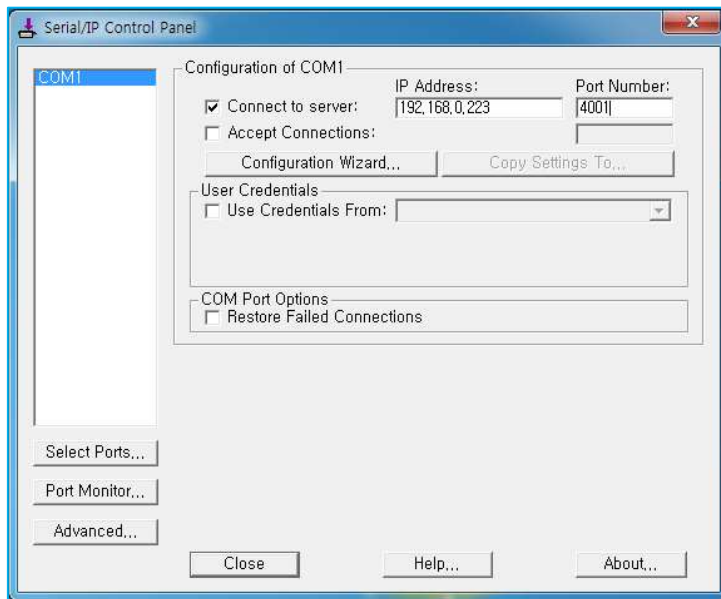 Serial/IP Control Panel
COM1
Configuration of COM1
IP Address: Port Number:
Connect to server: 192,168,0,223 4001
Accept Connections:
Configuration Wizard,,, Copy Settings To,,,
User Credentials
Use Credentials From:
COM Port Options
Restore Failed Connections
Select Ports,,,
Port Monitor,,,
Advanced,,,
Close Help,,, About,,,